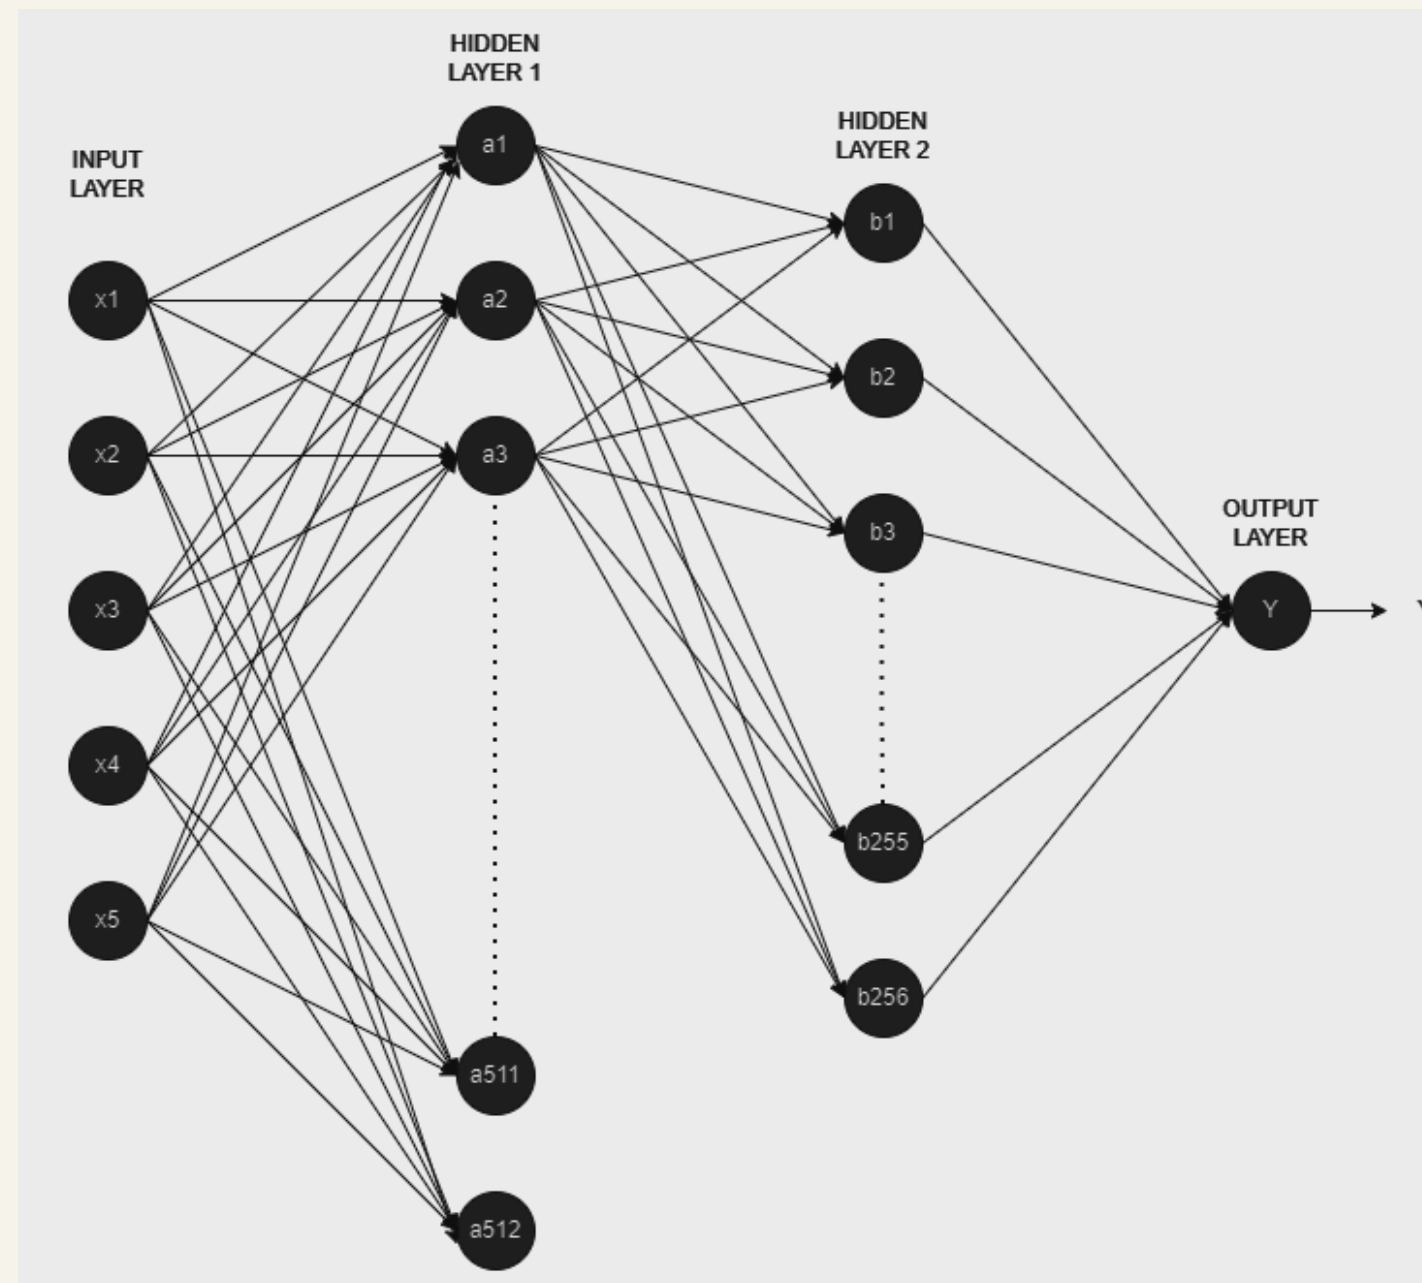 HIDDEN
LAYER 1
a1
HIDDEN
LAYER 2
INPUT
LAYER
b1
x1
a2
b2
x2
a3
OUTPUT
LAYER
b3
x3
Y
x4
b255
x5
b256
a511
a512